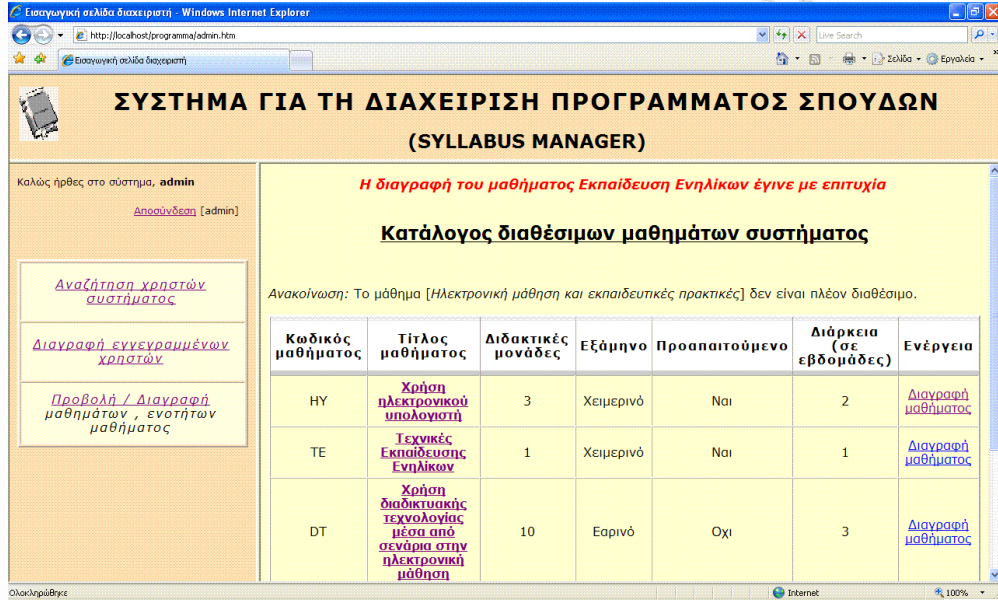 Εισαγωγική σελίδα διαχειριστή - Windows Internet Explorer
http://localhost/programma/admin.htm
Live Search
Εισαγωγική σελίδα διαχειριστή
Σελίδα
Εργαλεία
ΣΥΣΤΗΜΑ ΓΙΑ ΤΗ ΔΙΑΧΕΙΡΙΣΗ ΠΡΟΓΡΑΜΜΑΤΟΣ ΣΠΟΥΔΩΝ
(SYLLABUS MANAGER)
Καλώς ήρθες στο σύστημα, admin
Αποσύνδεση [admin]
Αναζήτηση χρηστών
συστήματος
Διαγραφή εγγεγραμμένων
χρηστών
Προβολή / Διαγραφή
μαθημάτων , ενοτήτων
μαθήματος
Η διαγραφή του μαθήματος Εκπαίδευση Ενηλίκων έγινε με επιτυχία
Κατάλογος διαθέσιμων μαθημάτων συστήματος
Ανακοίνωση: Το μάθημα [Ηλεκτρονική μάθηση και εκπαιδευτικές πρακτικές] δεν είναι πλέον διαθέσιμο.
Κωδικός
μαθήματος
Τίτλος
μαθήματος
Διδακτικές
μονάδες
Εξάμηνο
Προαπαιτούμενο
Διάρκεια
(σε
εβδομάδες)
Ενέργεια
ΗΥ
Χρήση
ηλεκτρονικού
υπολογιστή
3
Χειμερινό
Ναι
2
Διαγραφή
μαθήματος
ΤΕ
Τεχνικές
Εκπαίδευσης
Ενηλίκων
1
Χειμερινό
Ναι
1
Διαγραφή
μαθήματος
DT
Χρήση
διαδικτυακής
τεχνολογίας
μέσα από
σενάρια στην
ηλεκτρονική
μάθηση
10
Εαρινό
Οχι
3
Διαγραφή
μαθήματος
Ολοκληρώθηκε
Internet
100%